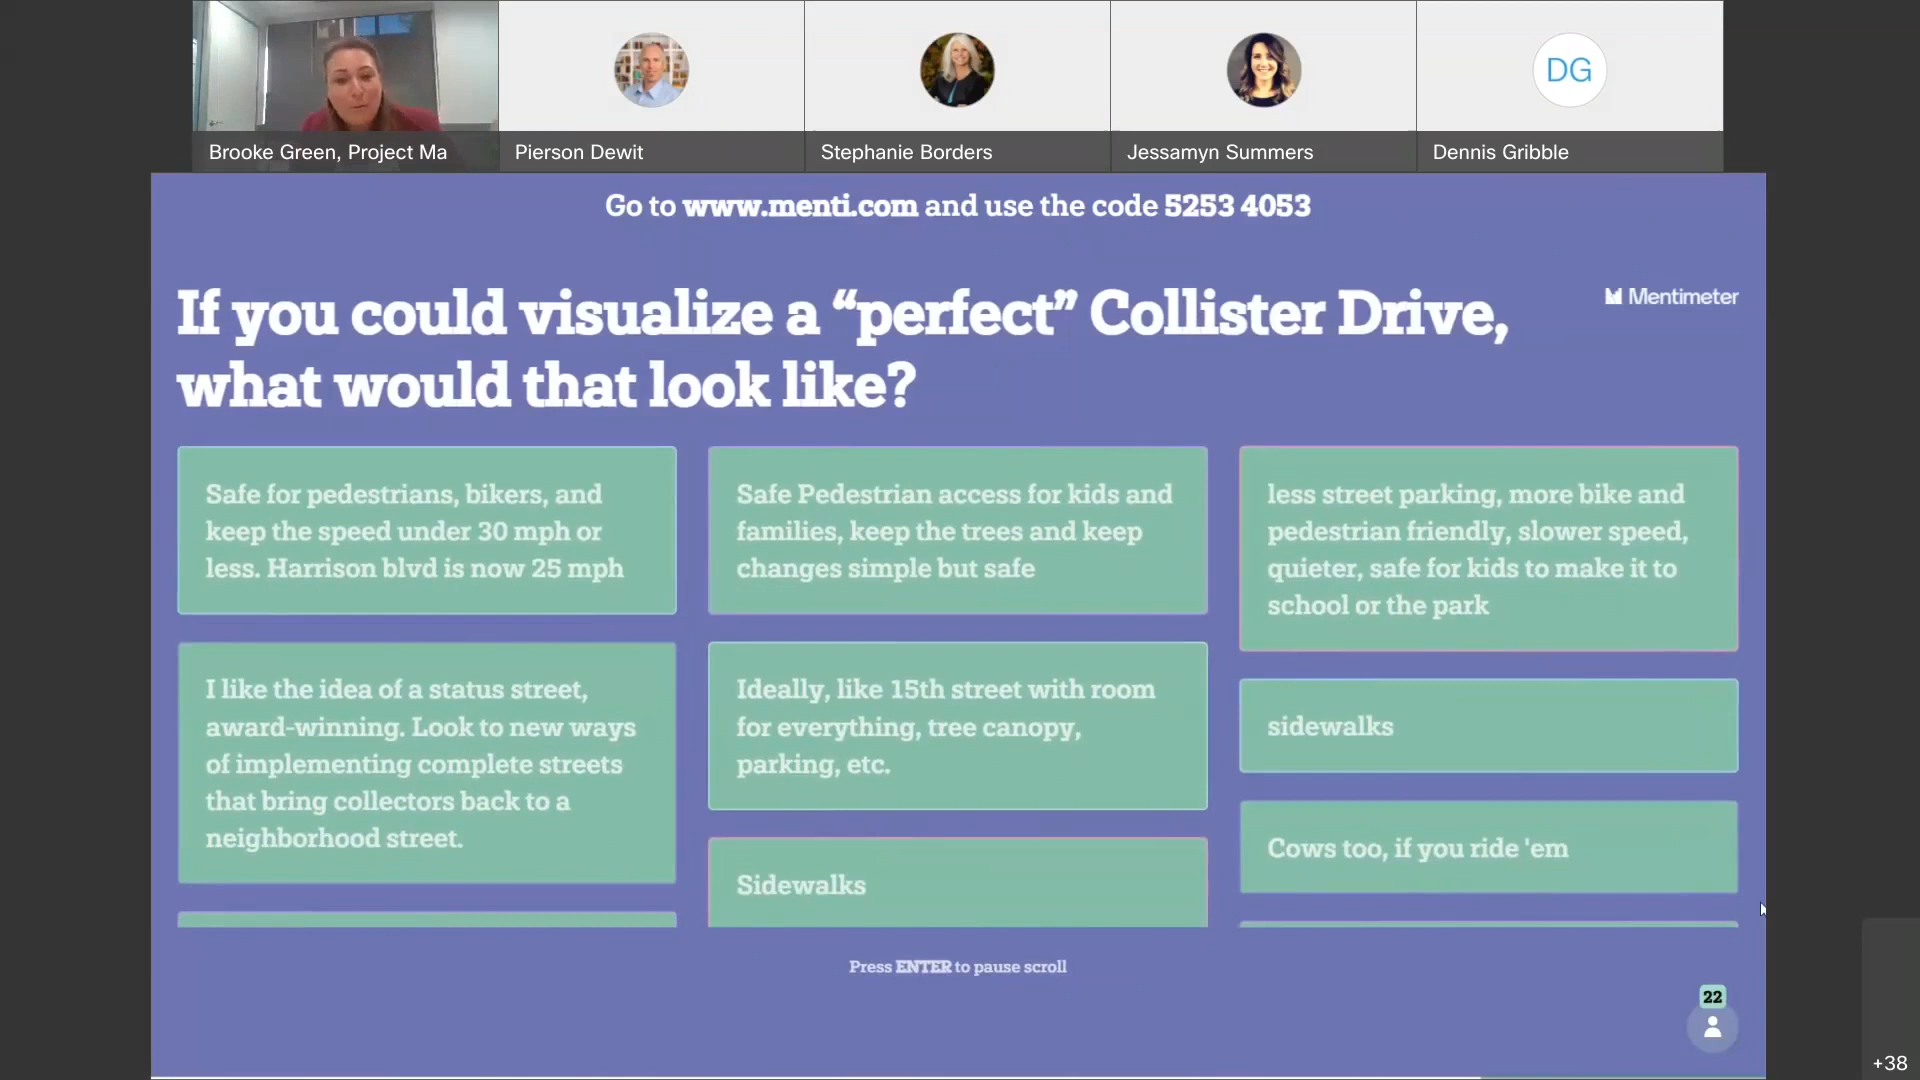 Brooke Green, Project Ma
Pierson Dewit
Stephanie Borders
Jessamyn Summers
DG
Dennis Gribble
Go to www.menti.com and use the code 5253 4053
If you could visualize a “perfect” Collister Drive,
what would that look like?
Mentimeter
Safe for pedestrians, bikers, and
keep the speed under 30 mph or
less. Harrison blvd is now 25 mph
Safe Pedestrian access for kids and
families, keep the trees and keep
changes simple but safe
less street parking, more bike and
pedestrian friendly, slower speed,
quieter, safe for kids to make it to
school or the park
I like the idea of a status street,
award-winning. Look to new ways
of implementing complete streets
that bring collectors back to a
neighborhood street.
Ideally, like 15th street with room
for everything, tree canopy,
parking, etc.
Sidewalks
sidewalks
Cows too, if you ride 'em
Press ENTER to pause scroll
22
+38